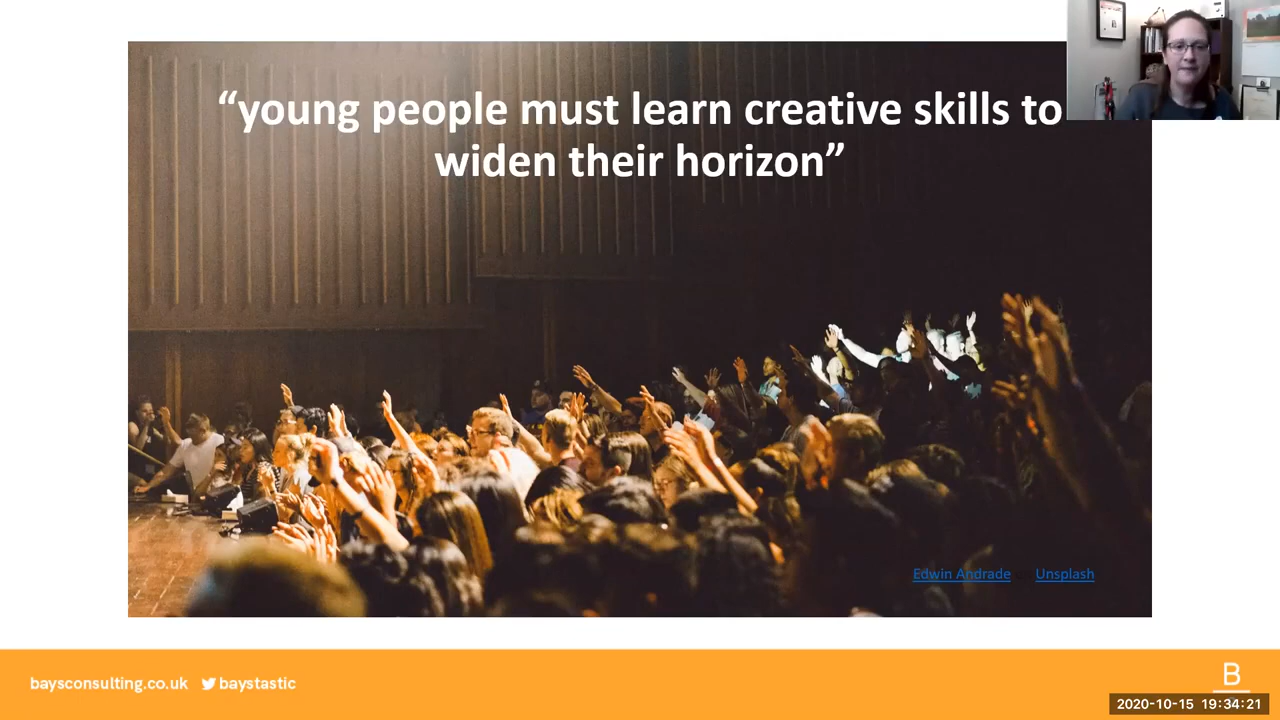 “young people must learn creative skills to
widen their horizon”
Edwin Andrade Unsplash
baysconsulting.co.uk baystastic
B
2020-10-15 19:34:21